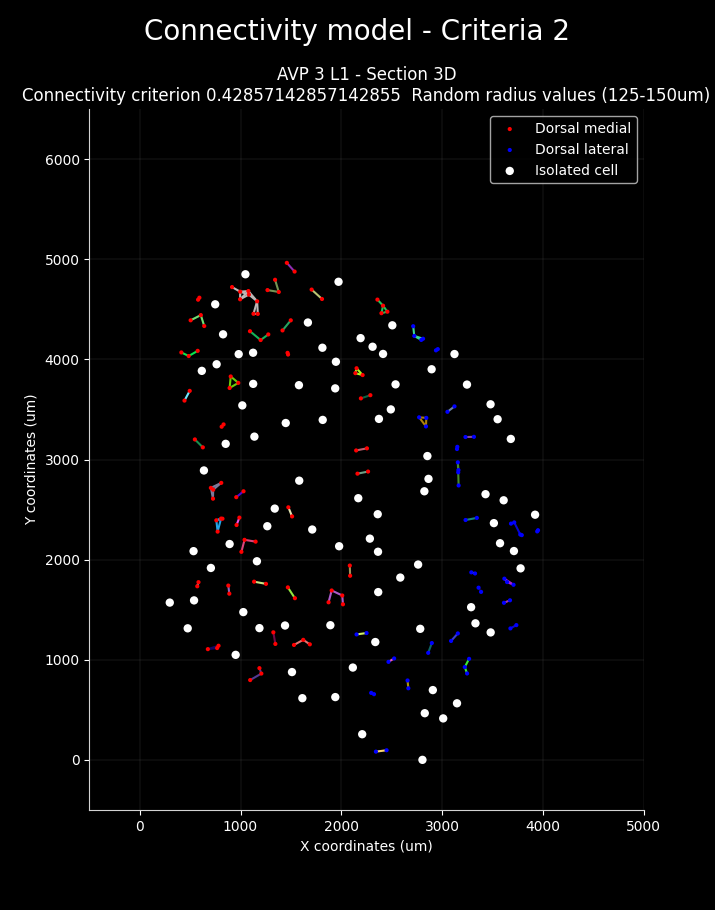 Connectivity model - Criteria 2
AVP 3 L1 - Section 3D
Connectivity criterion 0.42857142857142855  Random radius values (125-150um)
Dorsal medial
Dorsal lateral
Isolated cell
6000
5000
4000
3000
2000
1000
0
Y coordinates (um)
0
1000
2000
3000
4000
5000
X coordinates (um)